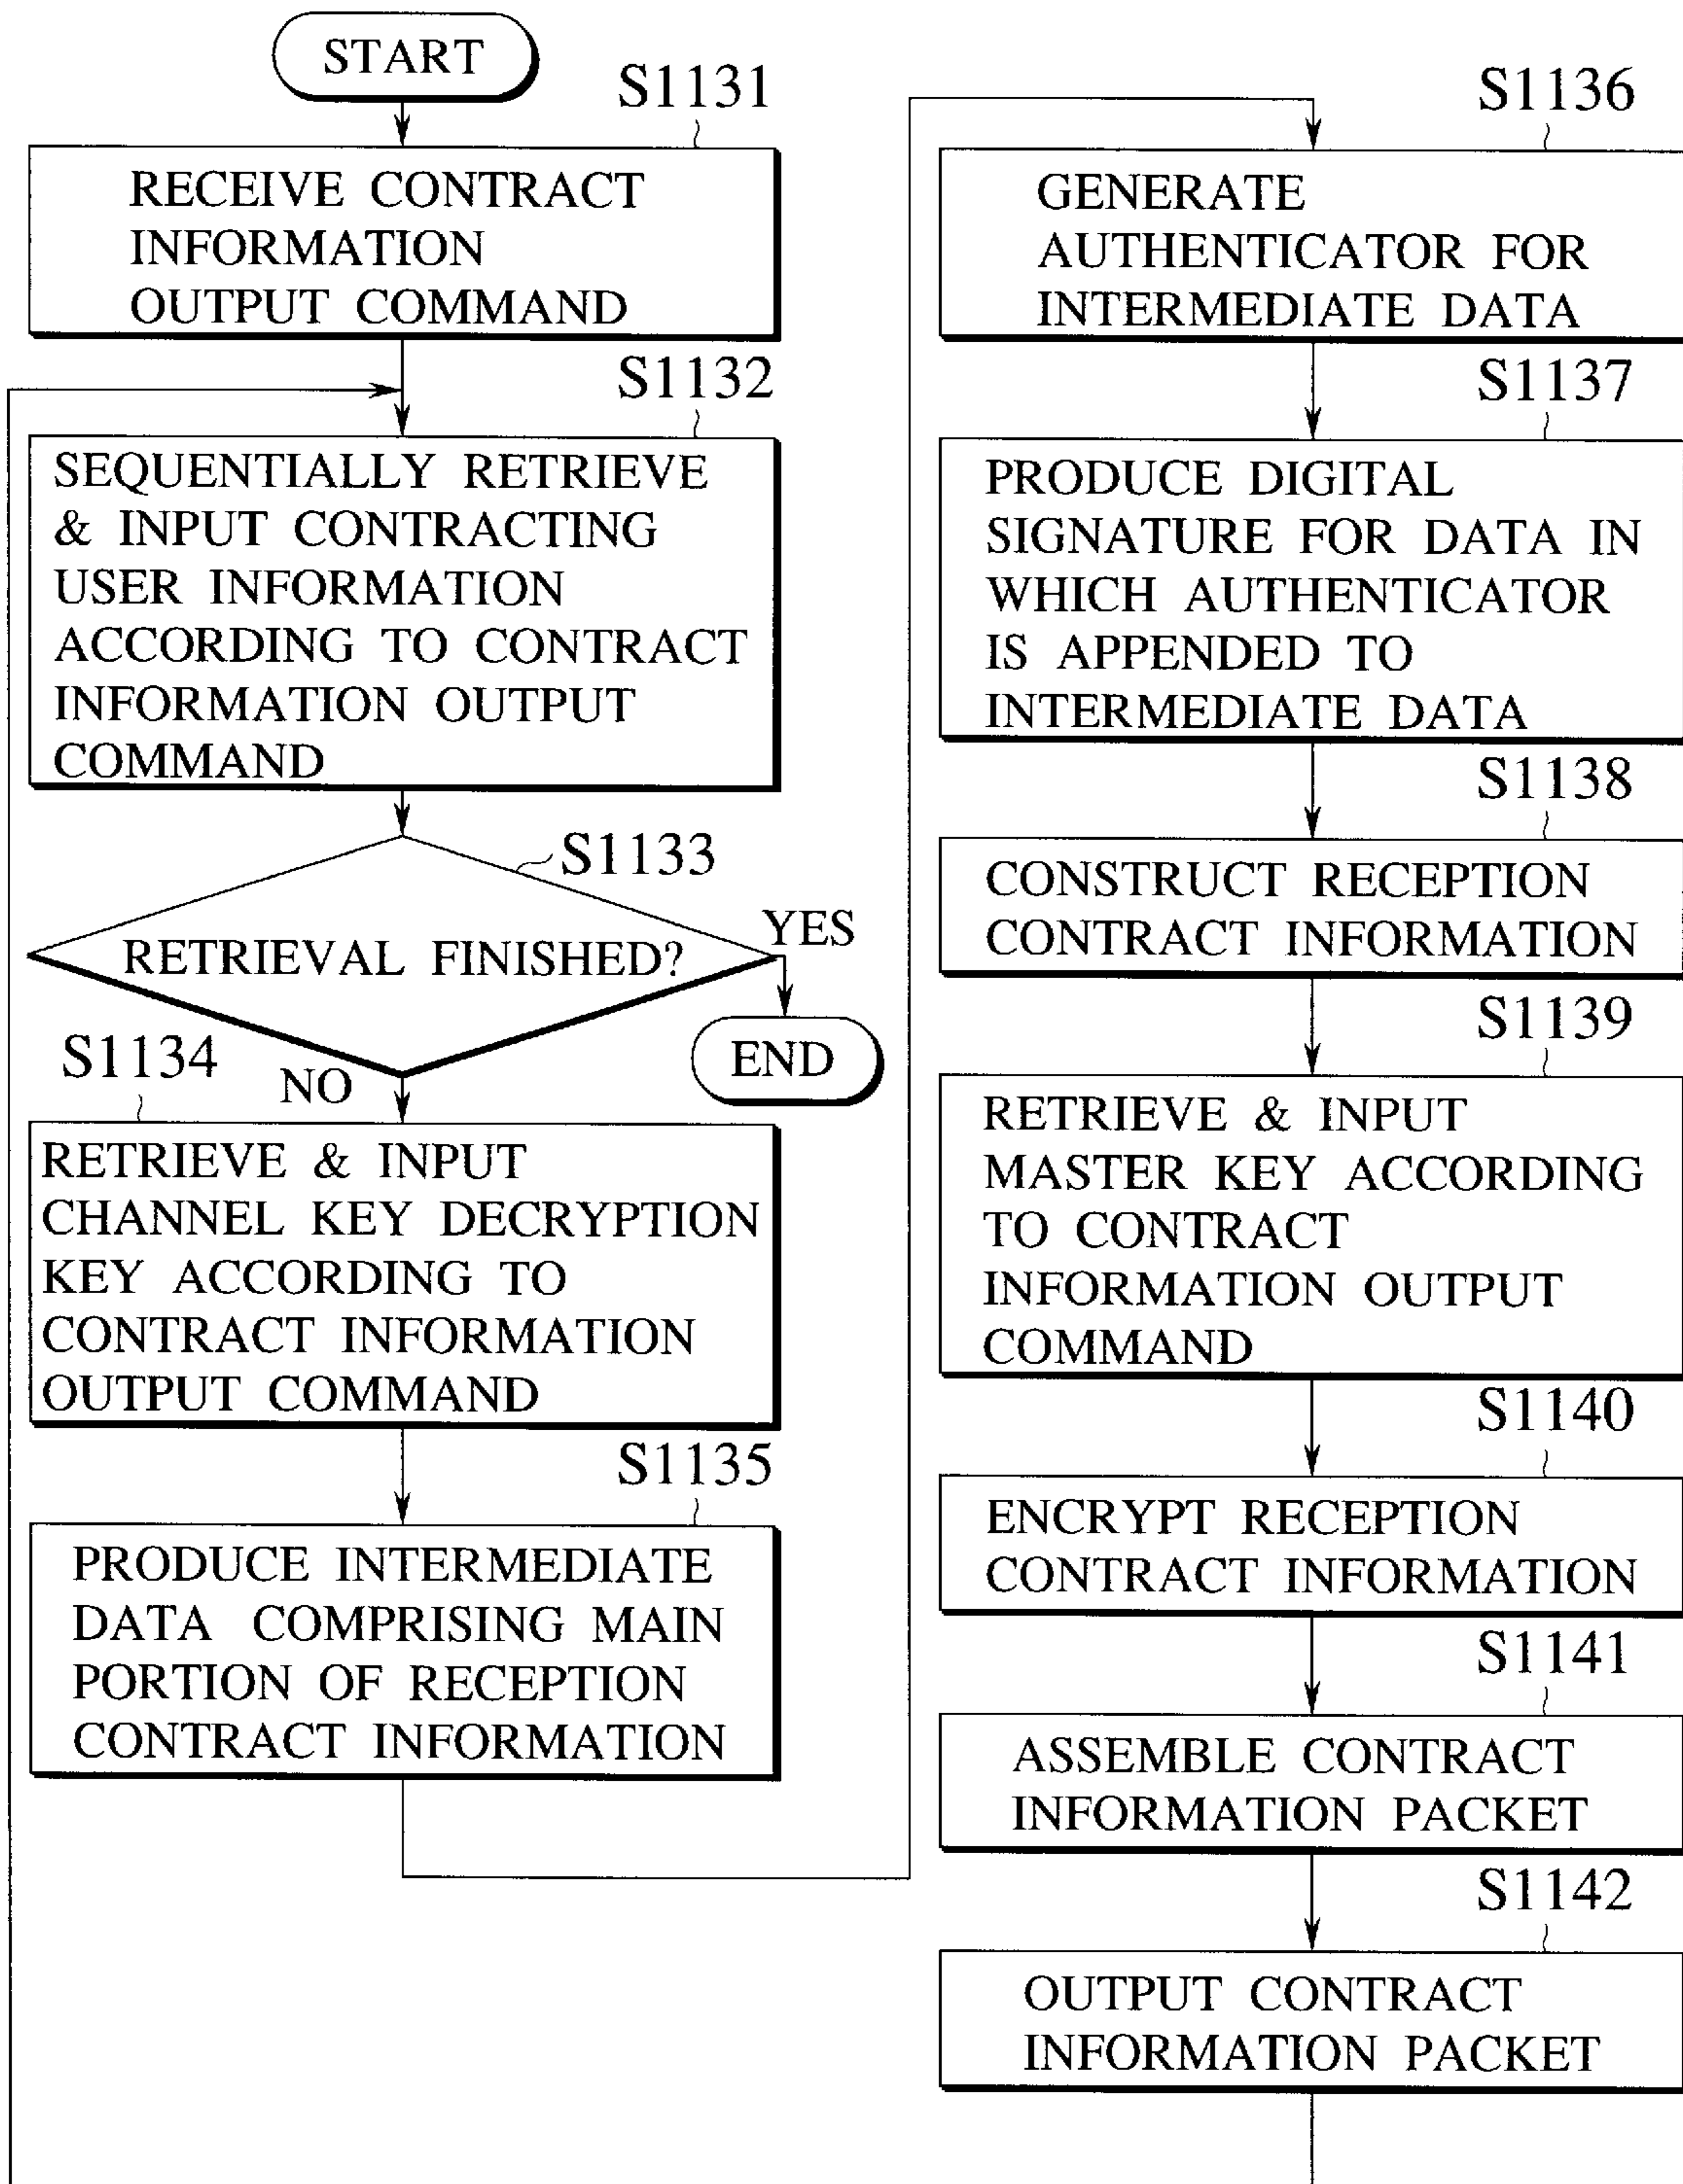 START
S1131
RECEIVE CONTRACT
INFORMATION
OUTPUT COMMAND
S1132
SEQUENTIALLY RETRIEVE
& INPUT CONTRACTING
USER INFORMATION
ACCORDING TO CONTRACT
INFORMATION OUTPUT
COMMAND
S1133
RETRIEVAL FINISHED?
YES
END
NO
S1134
RETRIEVE & INPUT
CHANNEL KEY DECRYPTION
KEY ACCORDING TO
CONTRACT INFORMATION
OUTPUT COMMAND
S1135
PRODUCE INTERMEDIATE
DATA COMPRISING MAIN
PORTION OF RECEPTION
CONTRACT INFORMATION
S1136
GENERATE
AUTHENTICATOR FOR
INTERMEDIATE DATA
S1137
PRODUCE DIGITAL
SIGNATURE FOR DATA IN
WHICH AUTHENTICATOR
IS APPENDED TO
INTERMEDIATE DATA
S1138
CONSTRUCT RECEPTION
CONTRACT INFORMATION
S1139
RETRIEVE & INPUT
MASTER KEY ACCORDING
TO CONTRACT
INFORMATION OUTPUT
COMMAND
S1140
ENCRYPT RECEPTION
CONTRACT INFORMATION
S1141
ASSEMBLE CONTRACT
INFORMATION PACKET
S1142
OUTPUT CONTRACT
INFORMATION PACKET